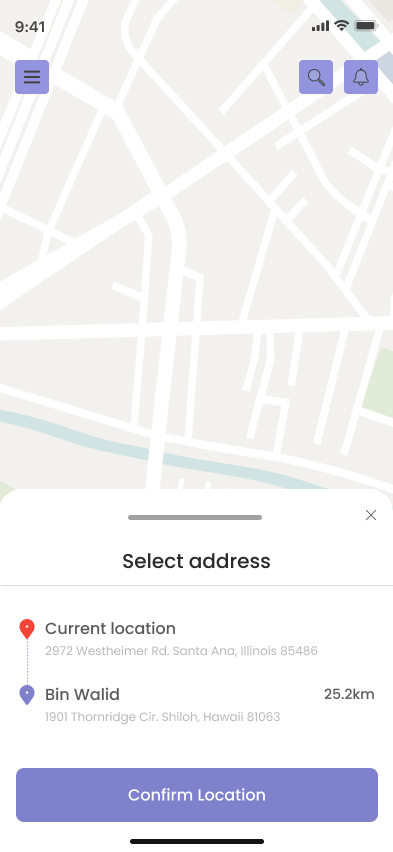 9:41
Select address
Current location
2972 Westheimer Rd. Santa Ana, Illinois 85486
Bin Walid 25.2km
1901 Thornridge Cir. Shiloh, Hawaii 81063
Confirm Location